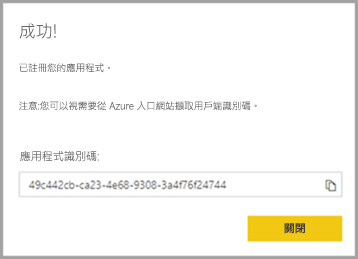 成功!
已註冊您的應用程式。
注意:您可以視需要從 Azure 入口網站擷取用戶端識別碼。
應用程式識別碼:
49c442cb-ca23-4e68-9308-3a4f76f24744
關閉